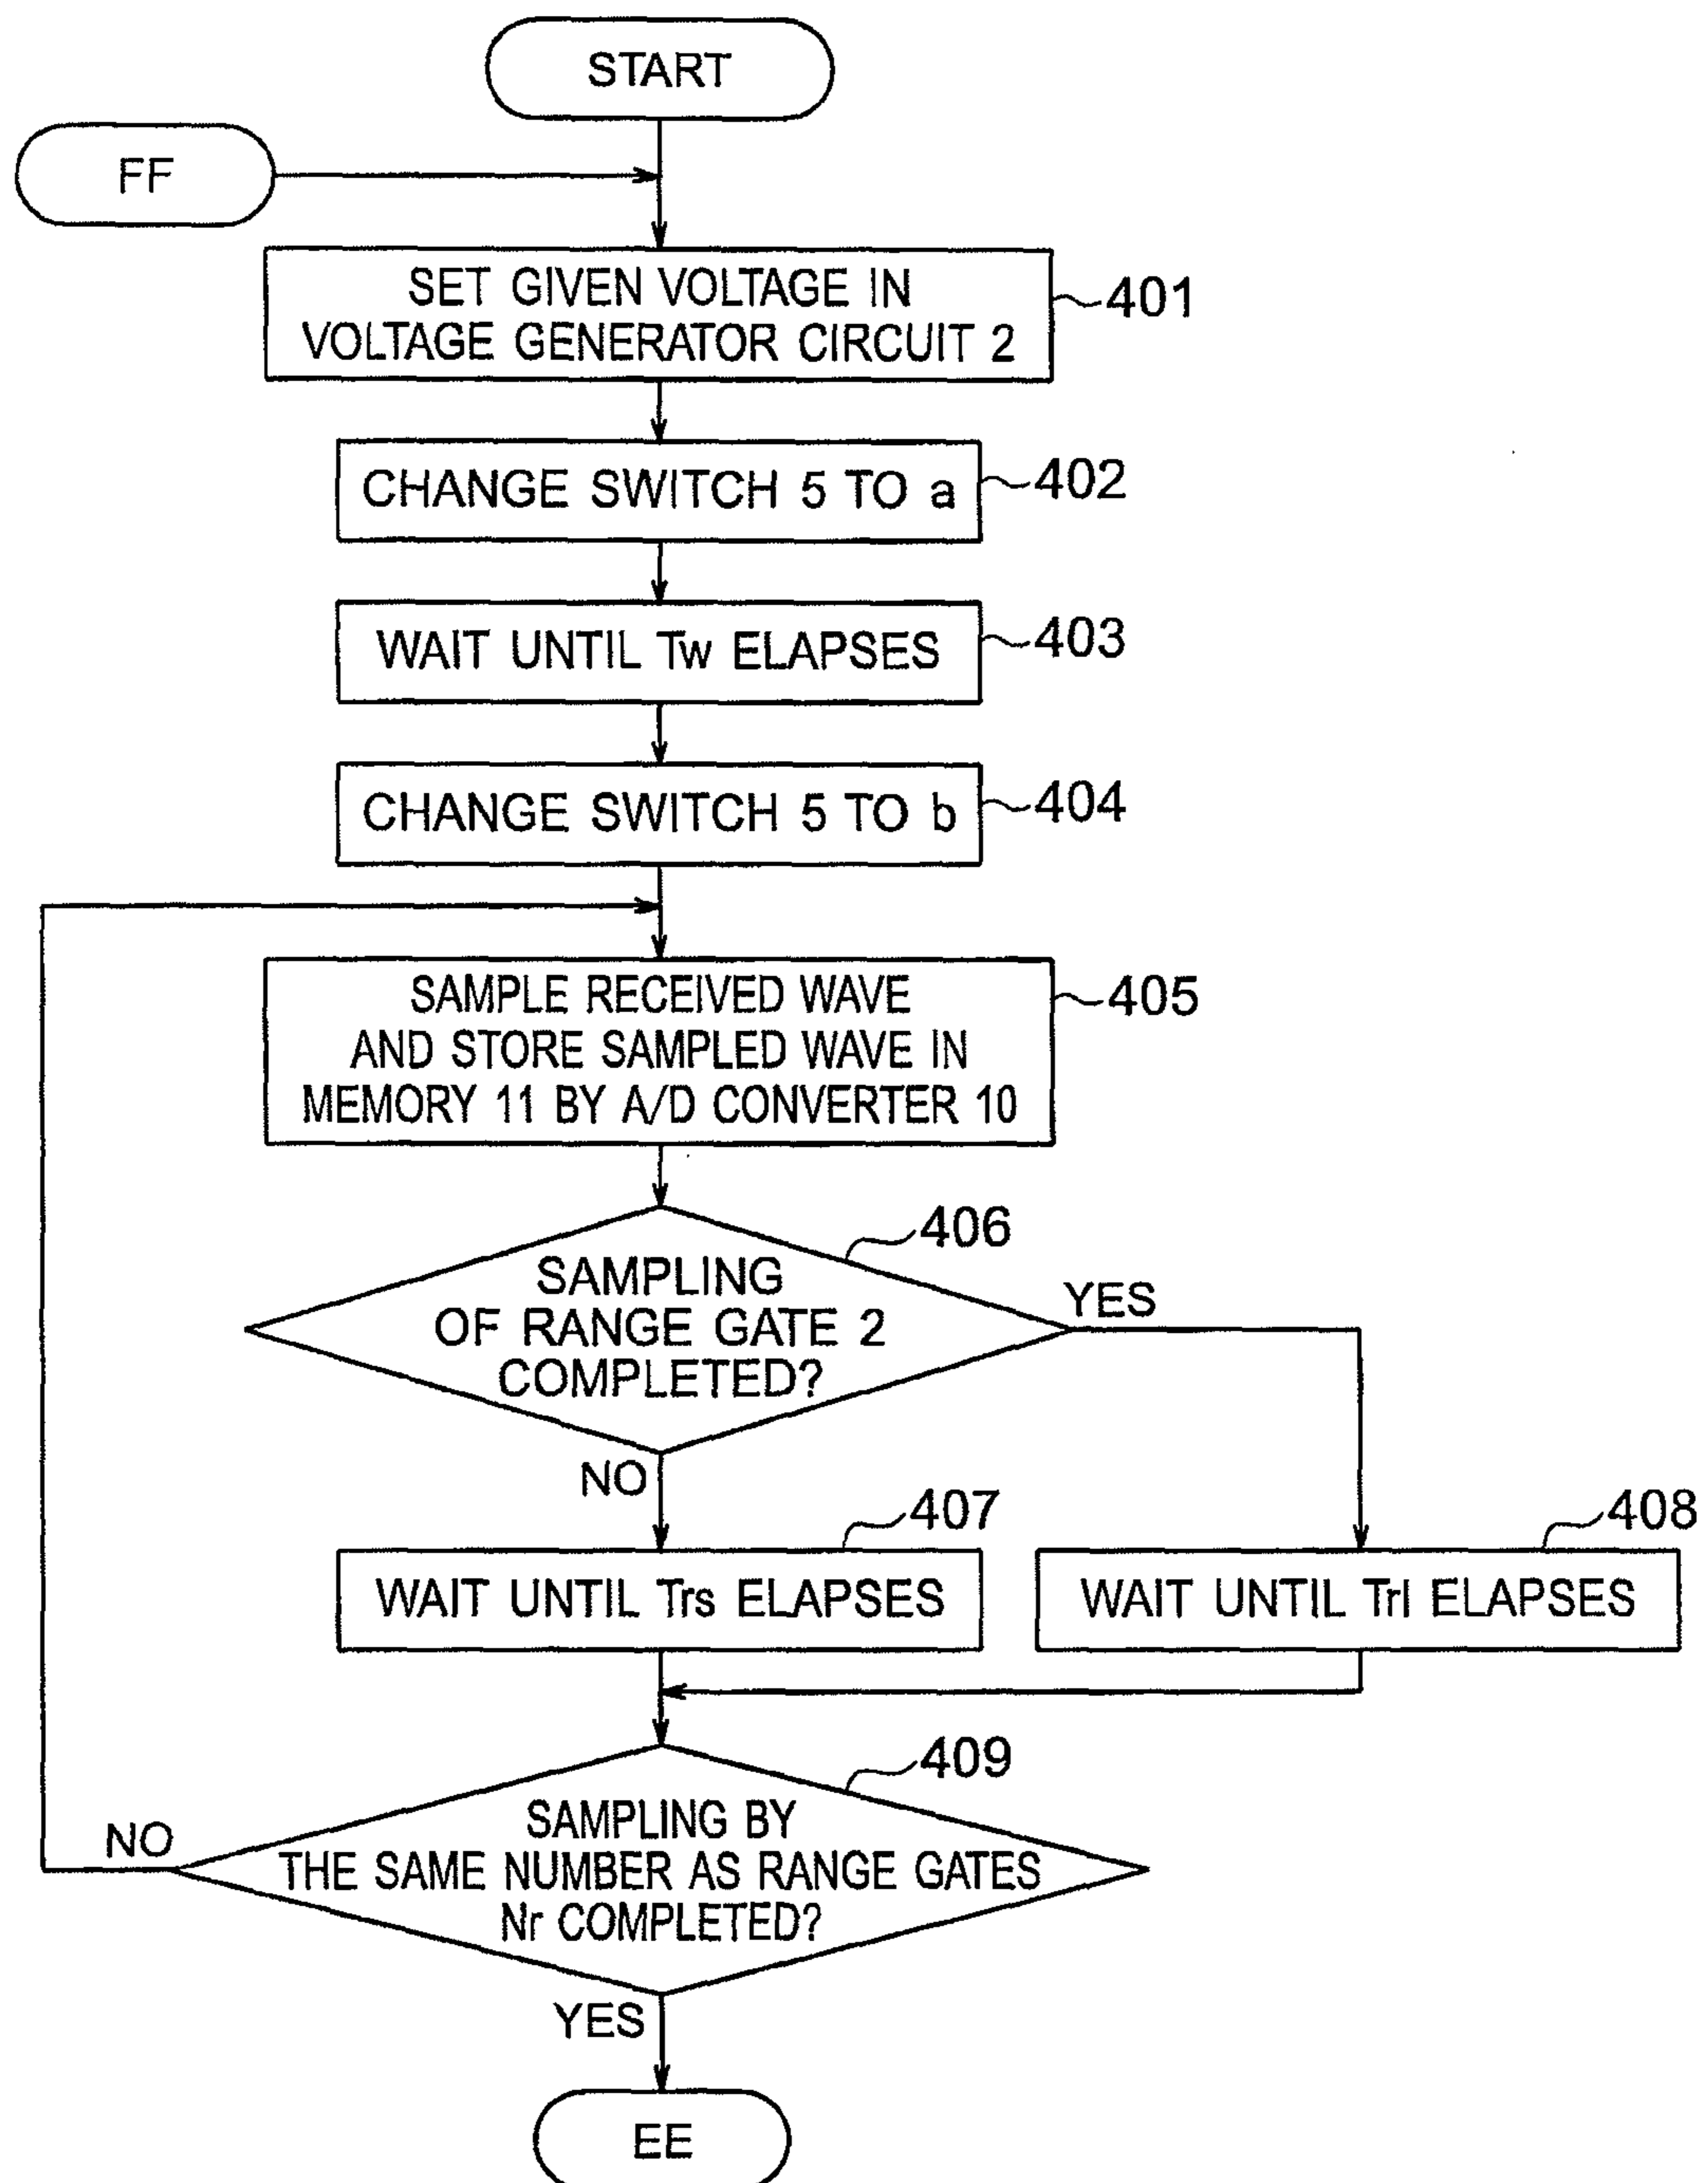 START
FF
SET GIVEN VOLTAGE IN
VOLTAGE GENERATOR CIRCUIT 2
401
CHANGE SWITCH 5 TO a
402
WAIT UNTIL Tw ELAPSES
403
CHANGE SWITCH 5 TO b
404
SAMPLE RECEIVED WAVE
AND STORE SAMPLED WAVE IN
MEMORY 11 BY A/D CONVERTER 10
405
406
SAMPLING
OF RANGE GATE 2
COMPLETED?
YES
NO
407
WAIT UNTIL Trs ELAPSES
408
WAIT UNTIL Trl ELAPSES
409
SAMPLING BY
THE SAME NUMBER AS RANGE GATES
Nr COMPLETED?
NO
YES
EE